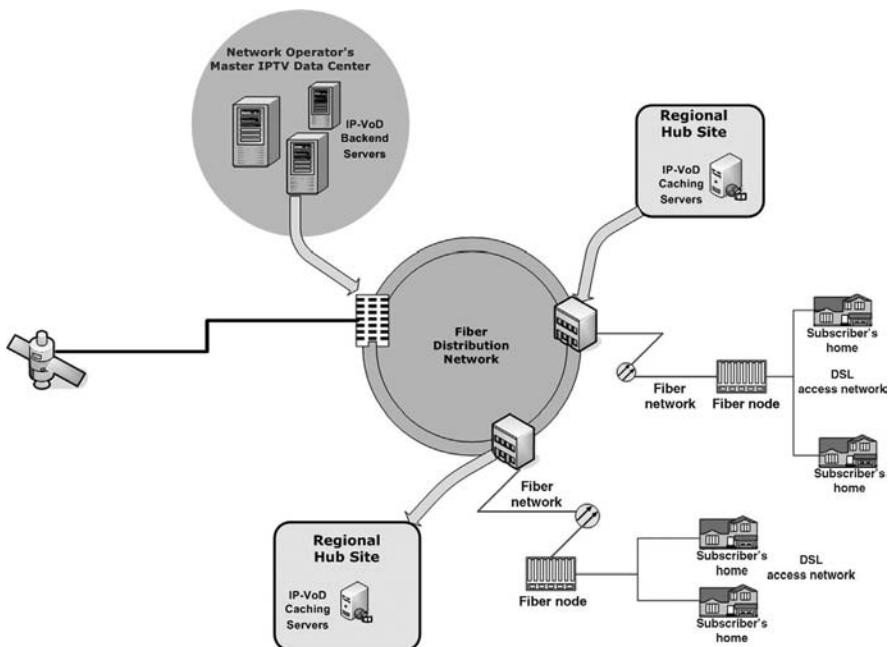 Network Operator's
Master IPTV Data Center
IP-VoD
Backend
Servers
Regional
Hub Site
IP-VoD
Caching
Servers
Fiber
Distribution
Network
Subscriber's
home
Fiber
network
Fiber node
DSL
access network
Subscriber's
home
Fiber
network
Regional
Hub Site
IP-VoD
Caching
Servers
Fiber node
Subscriber's
home
DSL
access network
Subscriber's
home